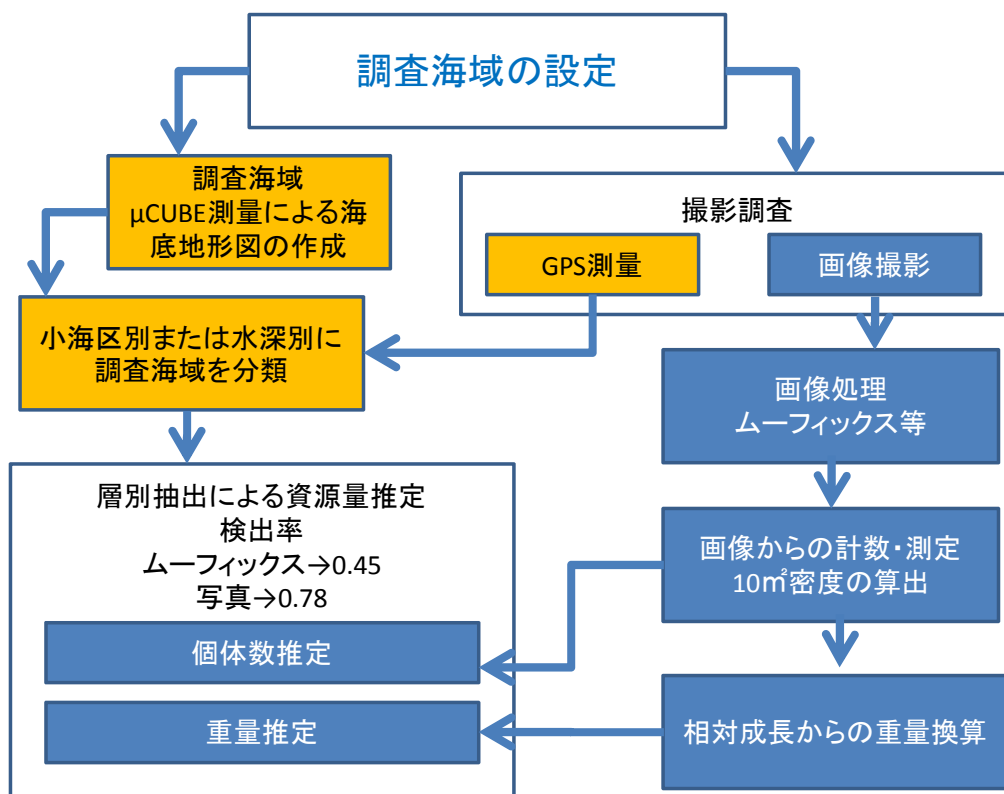 調査海域の設定
調査海域
μCUBE測量による海
底地形図の作成
撮影調査
GPS測量
画像撮影
小海区別または水深別に
調査海域を分類
画像処理
ムーフィックス等
層別抽出による資源量推定
検出率
ムーフィックス→0.45
写真→0.78
画像からの計数・測定
10㎡密度の算出
個体数推定
重量推定
相対成長からの重量換算